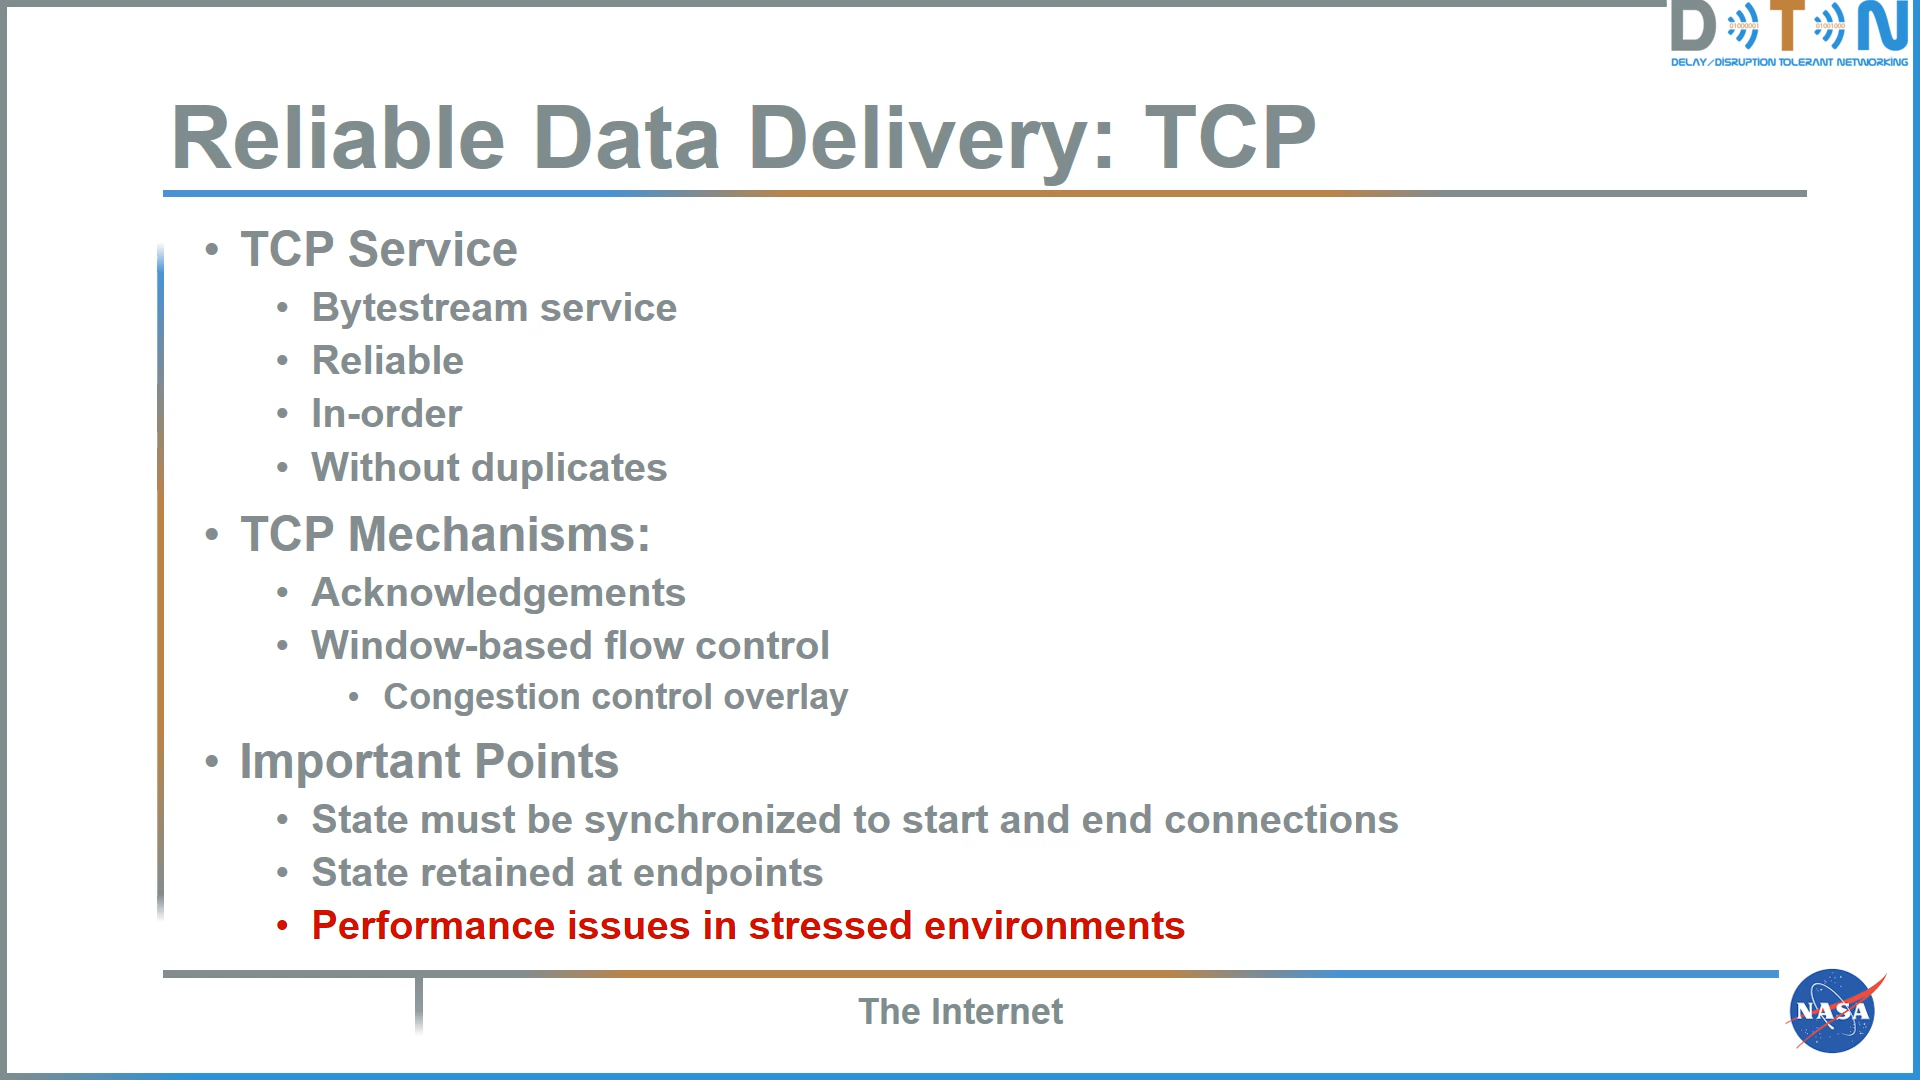 D T N
01000001 01001000
DELAY/DISRUPTION TOLERANT NETWORKING
Reliable Data Delivery: TCP
• TCP Service
• Bytestream service
• Reliable
• In-order
• Without duplicates
• TCP Mechanisms:
• Acknowledgements
• Window-based flow control
• Congestion control overlay
• Important Points
• State must be synchronized to start and end connections
• State retained at endpoints
• Performance issues in stressed environments
The Internet
NASA